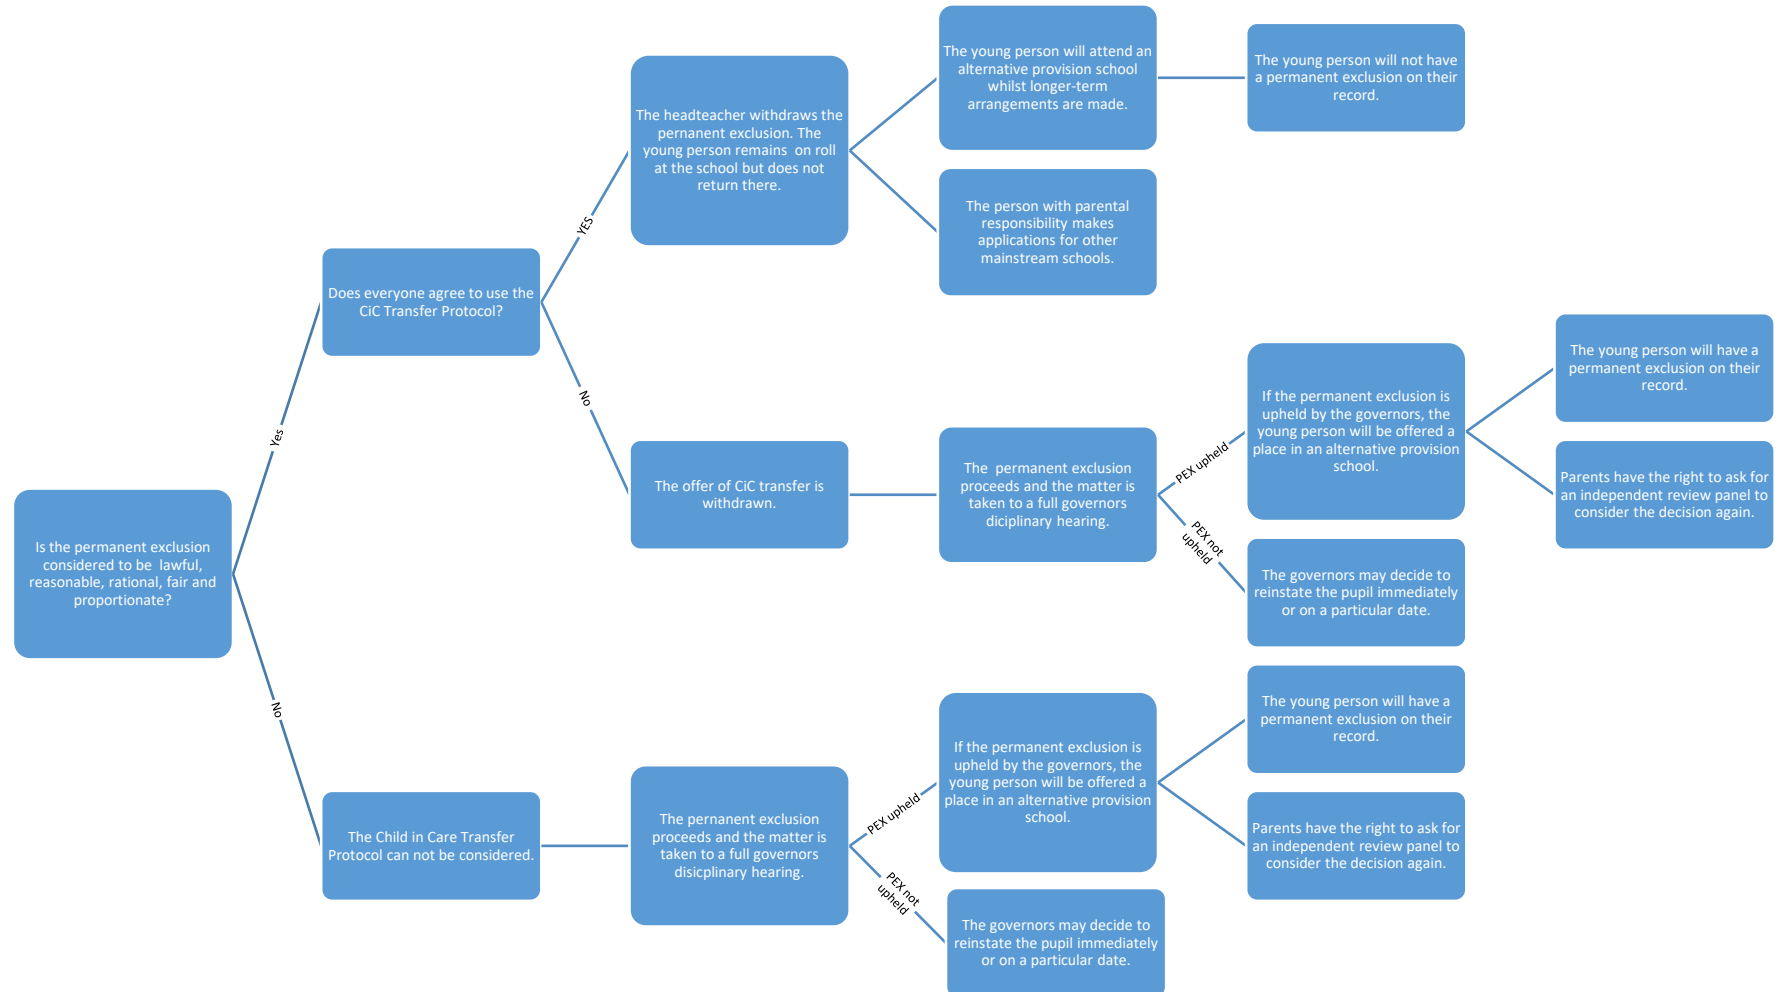 Is the permanent exclusion
considered to be  lawful,
reasonable, rational, fair and
proportionate?
Yes
Does everyone agree to use the
CiC Transfer Protocol?
YES
The headteacher withdraws the
pernanent exclusion. The
young person remains  on roll
at the school but does not
return there.
The young person will attend an
alternative provision school
whilst longer-term
arrangements are made.
The young person will not have
a permanent exclusion on their
record.
The person with parental
responsibility makes
applications for other
mainstream schools.
No
The offer of CiC transfer is
withdrawn.
The  permanent exclusion
proceeds and the matter is
taken to a full governors
diciplinary hearing.
PEX upheld
If the permanent exclusion is
upheld by the governors, the
young person will be offered a
place in an alternative provision
school.
The young person will have a
permanent exclusion on their
record.
Parents have the right to ask for
an independent review panel to
consider the decision again.
PEX not
upheld
The governors may decide to
reinstate the pupil immediately
or on a particular date.
No
The Child in Care Transfer
Protocol can not be considered.
The pernanent exclusion
proceeds and the matter is
taken to a full governors
disicplinary hearing.
PEX upheld
If the permanent exclusion is
upheld by the governors, the
young person will be offered a
place in an alternative provision
school.
The young person will have a
permanent exclusion on their
record.
Parents have the right to ask for
an independent review panel to
consider the decision again.
PEX not
upheld
The governors may decide to
reinstate the pupil immediately
or on a particular date.